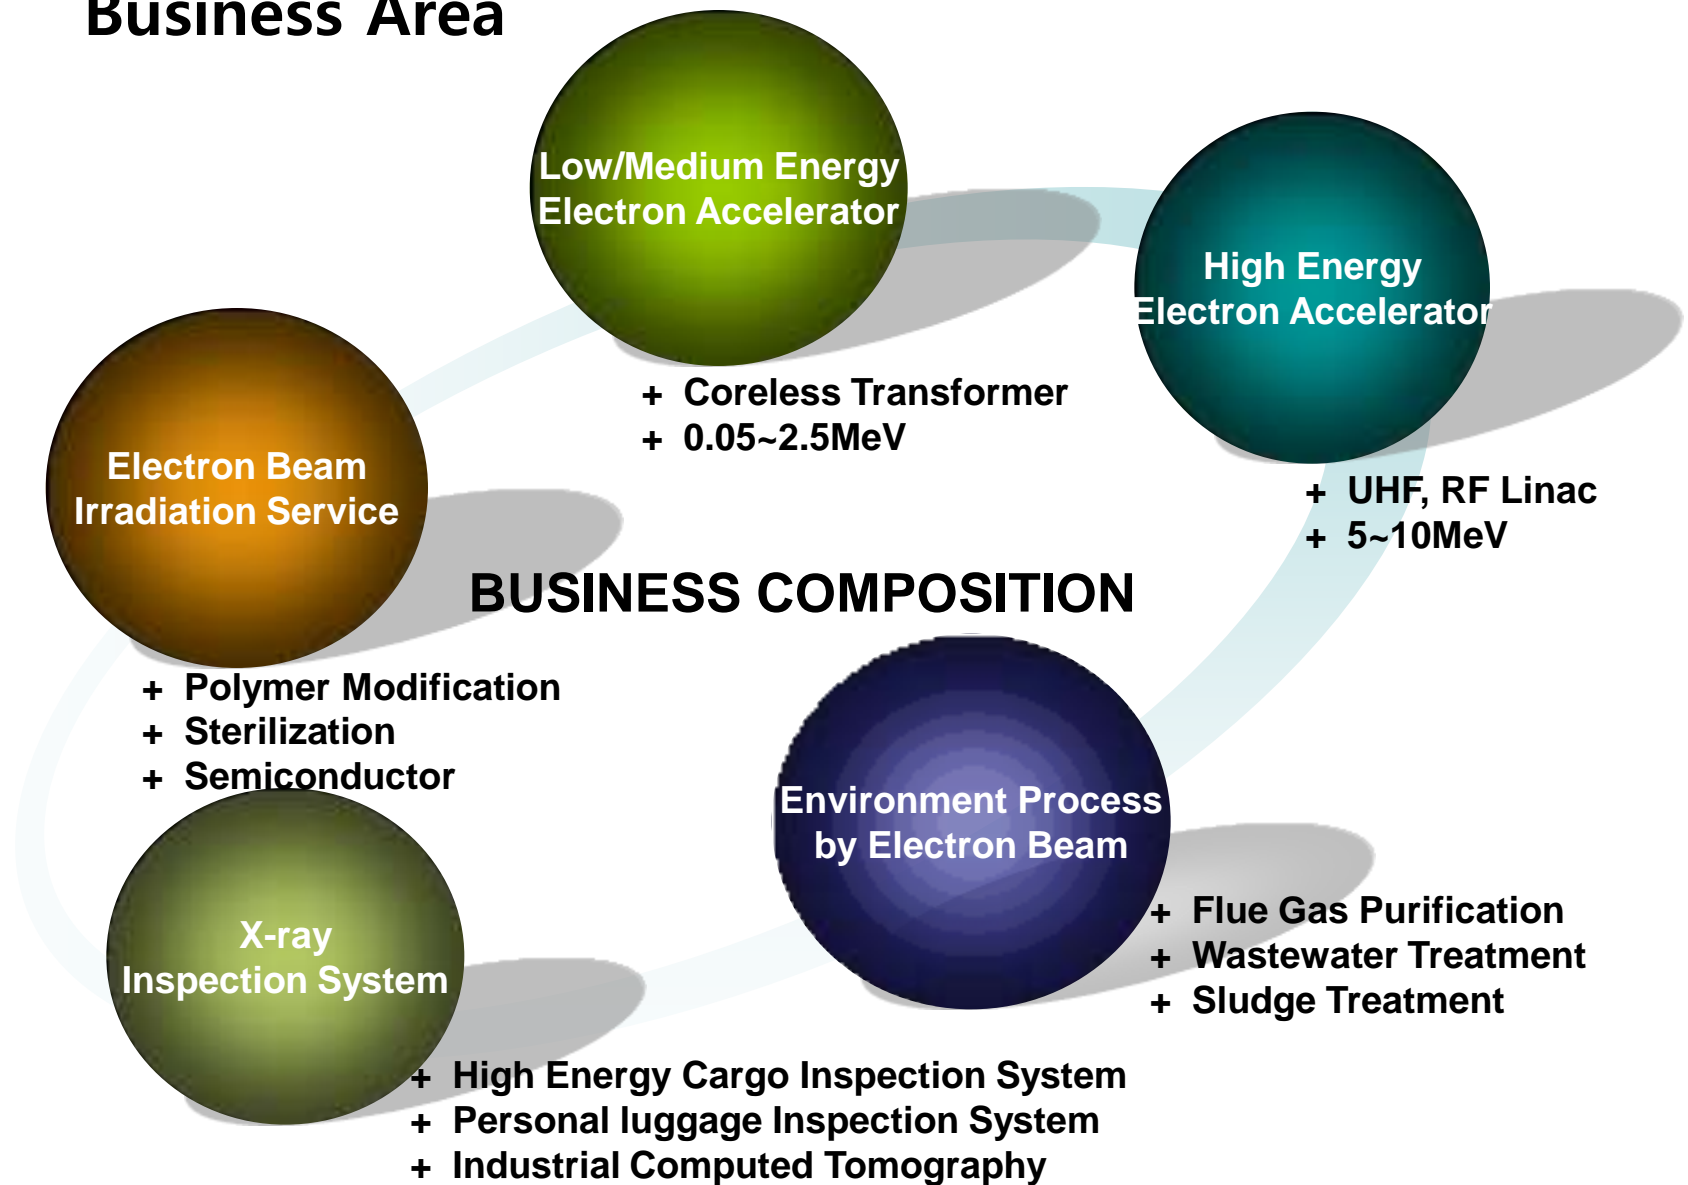 Business Area
Low/Medium Energy
Electron Accelerator
+ Coreless Transformer
+ 0.05~2.5MeV
High Energy
Electron Accelerator
+ UHF, RF Linac
+ 5~10MeV
Electron Beam
Irradiation Service
+ Polymer Modification
+ Sterilization
+ Semiconductor
BUSINESS COMPOSITION
Environment Process
by Electron Beam
+ Flue Gas Purification
+ Wastewater Treatment
+ Sludge Treatment
X-ray
Inspection System
+ High Energy Cargo Inspection System
+ Personal luggage Inspection System
+ Industrial Computed Tomography